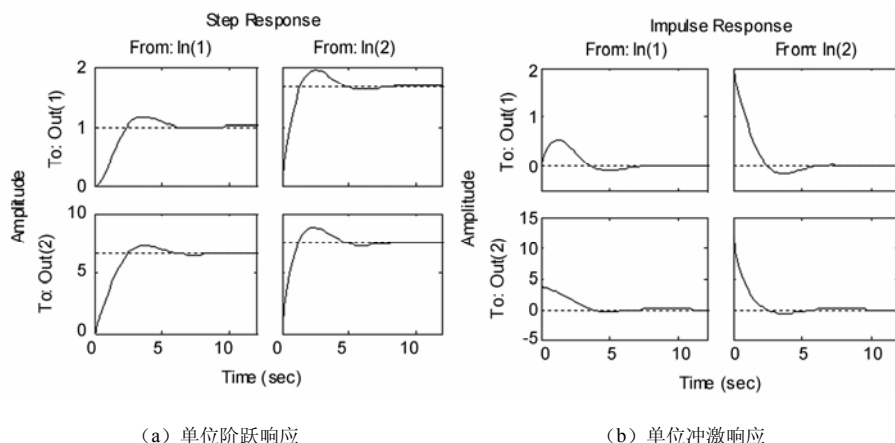 Step Response
From: In(1)
From: In(2)
To: Out(1)
2
1
0
Amplitude
To: Out(2)
10
5
0
0
5
10
0
5
10
Time (sec)
(a) 单位阶跃响应
Impulse Response
From: In(1)
From: In(2)
To: Out(1)
2
1
0
Amplitude
To: Out(2)
15
10
5
0
-5
0
5
10
0
5
10
Time (sec)
(b) 单位冲激响应